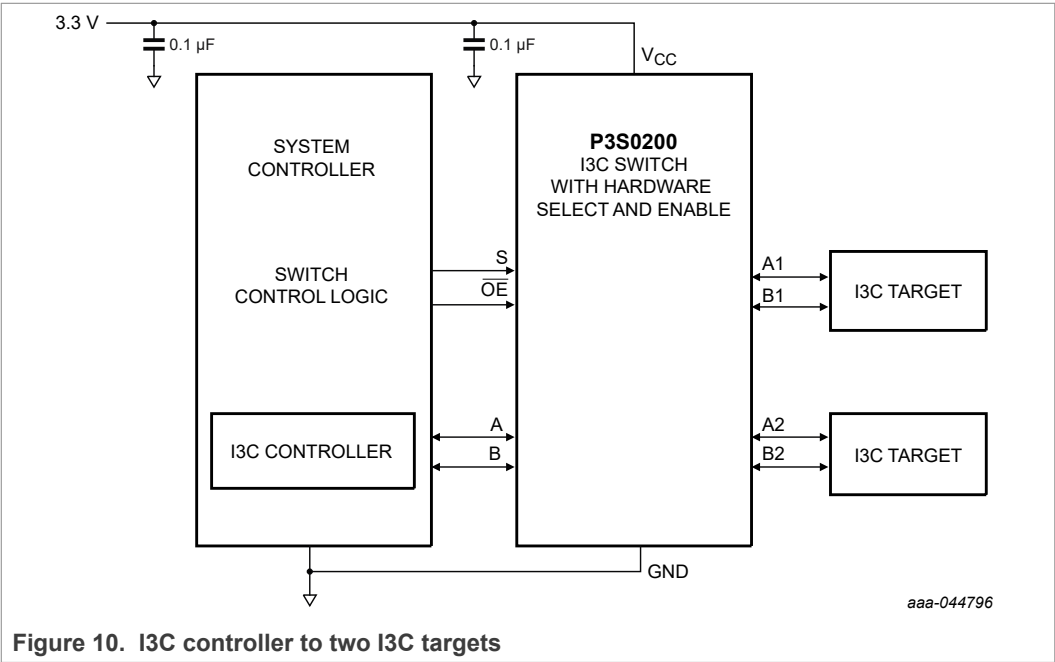 3.3 V
0.1 µF
0.1 µF
VCC
SYSTEM
CONTROLLER
P3S0200
I3C SWITCH
WITH HARDWARE
SELECT AND ENABLE
SWITCH
CONTROL LOGIC
S
OE
A1
B1
I3C TARGET
I3C CONTROLLER
A
B
A2
B2
I3C TARGET
GND
aaa-044796
Figure 10. I3C controller to two I3C targets